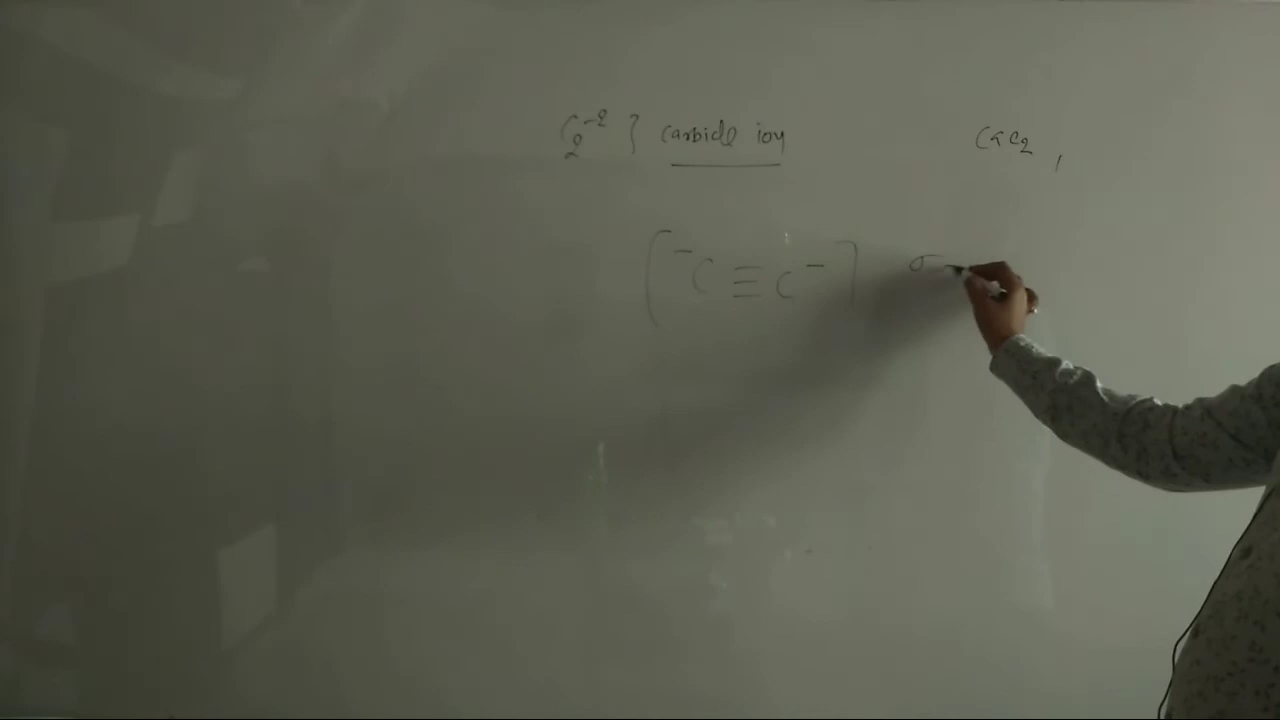 C₂⁻² } carbide ion
CaC₂ ,
[⁻C ≡ C⁻] σ